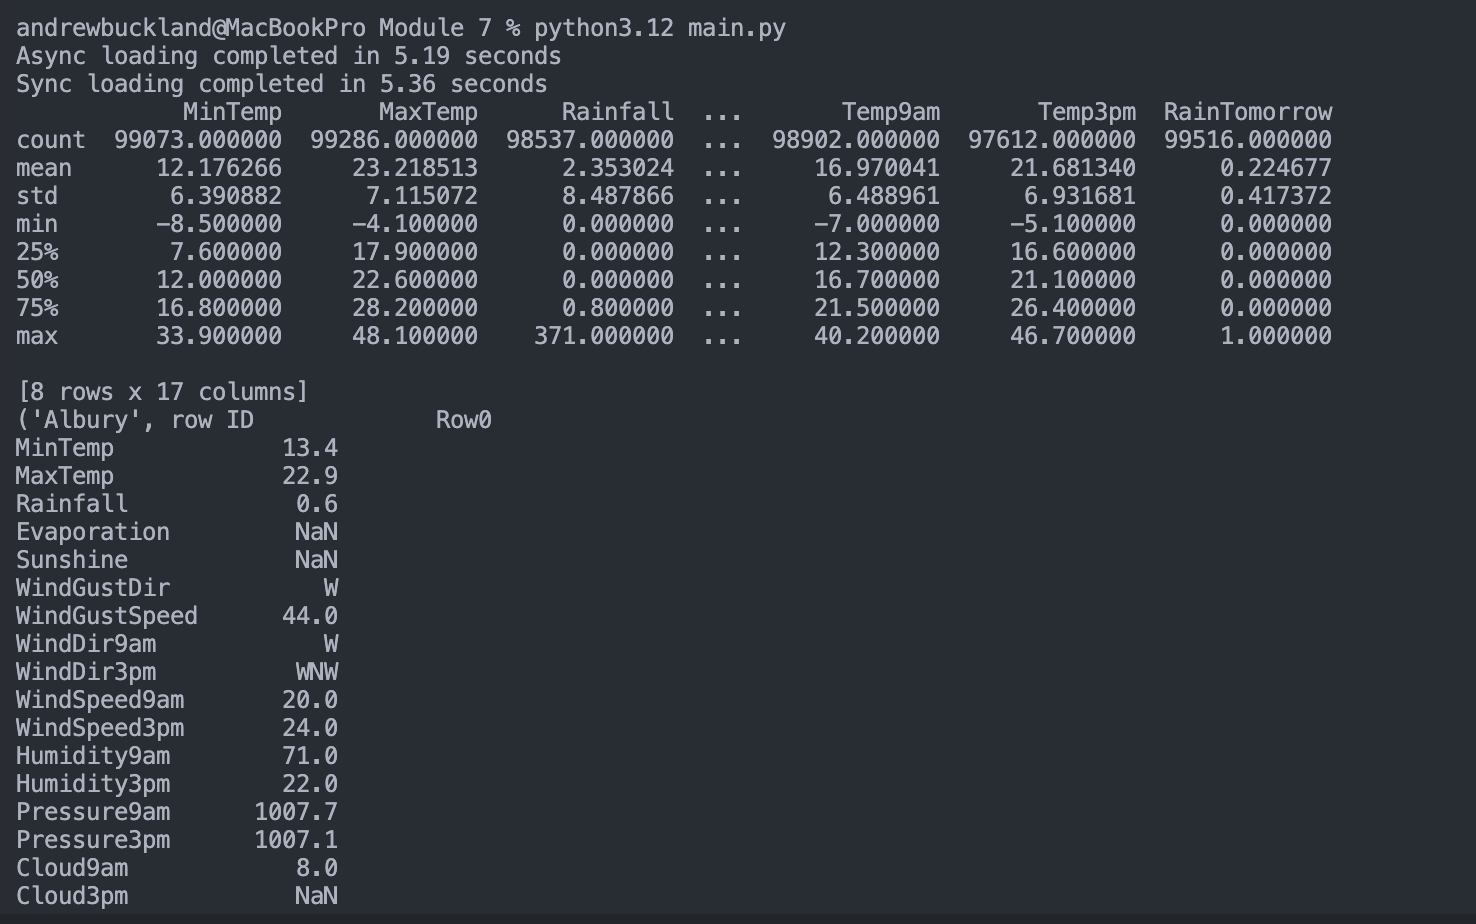 andrewbuckland@MacBookPro Module 7 % python3.12 main.py
Async loading completed in 5.19 seconds
Sync loading completed in 5.36 seconds
            MinTemp       MaxTemp      Rainfall  ...       Temp9am       Temp3pm  RainTomorrow
count  99073.000000  99286.000000  98537.000000  ...  98902.000000  97612.000000  99516.000000
mean      12.176266     23.218513      2.353024  ...     16.970041     21.681340      0.224677
std        6.390882      7.115072      8.487866  ...      6.488961      6.931681      0.417372
min       -8.500000     -4.100000      0.000000  ...     -7.000000     -5.100000      0.000000
25%        7.600000     17.900000      0.000000  ...     12.300000     16.600000      0.000000
50%       12.000000     22.600000      0.000000  ...     16.700000     21.100000      0.000000
75%       16.800000     28.200000      0.800000  ...     21.500000     26.400000      0.000000
max       33.900000     48.100000    371.000000  ...     40.200000     46.700000      1.000000

[8 rows x 17 columns]
('Albury', row ID             Row0
MinTemp            13.4
MaxTemp            22.9
Rainfall            0.6
Evaporation         NaN
Sunshine            NaN
WindGustDir           W
WindGustSpeed      44.0
WindDir9am            W
WindDir3pm          WNW
WindSpeed9am       20.0
WindSpeed3pm       24.0
Humidity9am        71.0
Humidity3pm        22.0
Pressure9am      1007.7
Pressure3pm      1007.1
Cloud9am            8.0
Cloud3pm            NaN